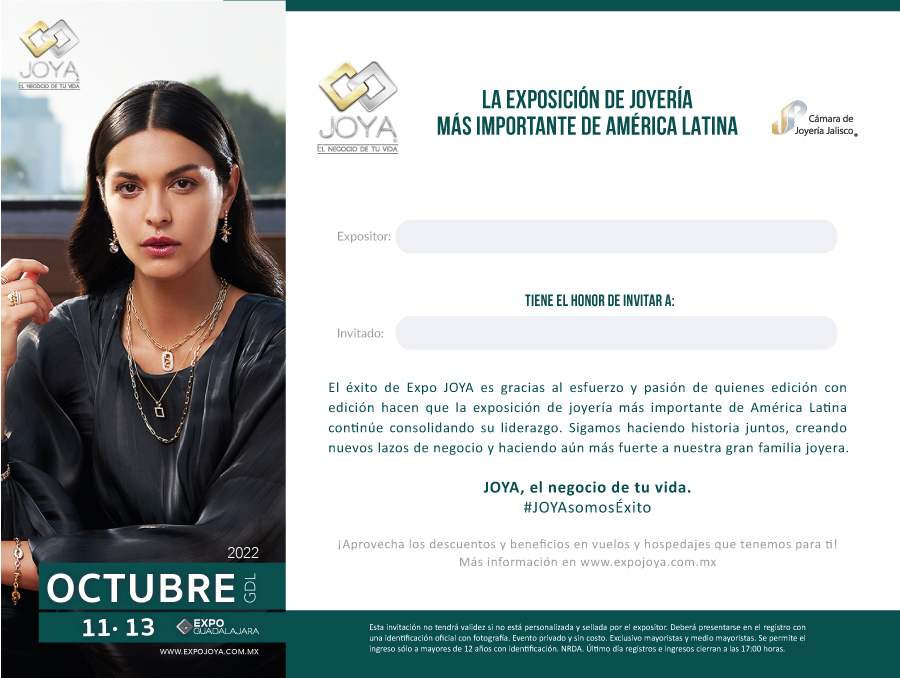 JOYA
EL NEGOCIO DE TU VIDA
2022
OCTUBRE
GDL
11· 13
EXPO
GUADALAJARA
WWW.EXPOJOYA.COM.MX
JOYA
EL NEGOCIO DE TU VIDA
LA EXPOSICIÓN DE JOYERÍA
MÁS IMPORTANTE DE AMÉRICA LATINA
Cámara de
Joyería Jalisco
Expositor:
TIENE EL HONOR DE INVITAR A:
Invitado:
El éxito de Expo JOYA es gracias al esfuerzo y pasión de quienes edición con
edición hacen que la exposición de joyería más importante de América Latina
continúe consolidando su liderazgo. Sigamos haciendo historia juntos, creando
nuevos lazos de negocio y haciendo aún más fuerte a nuestra gran familia joyera.
JOYA, el negocio de tu vida.
#JOYAsomosÉxito
¡Aprovecha los descuentos y beneficios en vuelos y hospedajes que tenemos para ti!
Más información en www.expojoya.com.mx
Esta invitación no tendrá validez si no está personalizada y sellada por el expositor. Deberá presentarse en el registro con
una identificación oficial con fotografía. Evento privado y sin costo. Exclusivo mayoristas y medio mayoristas. Se permite el
ingreso sólo a mayores de 12 años con identificación. NRDA. Último día registros e ingresos cierran a las 17:00 horas.